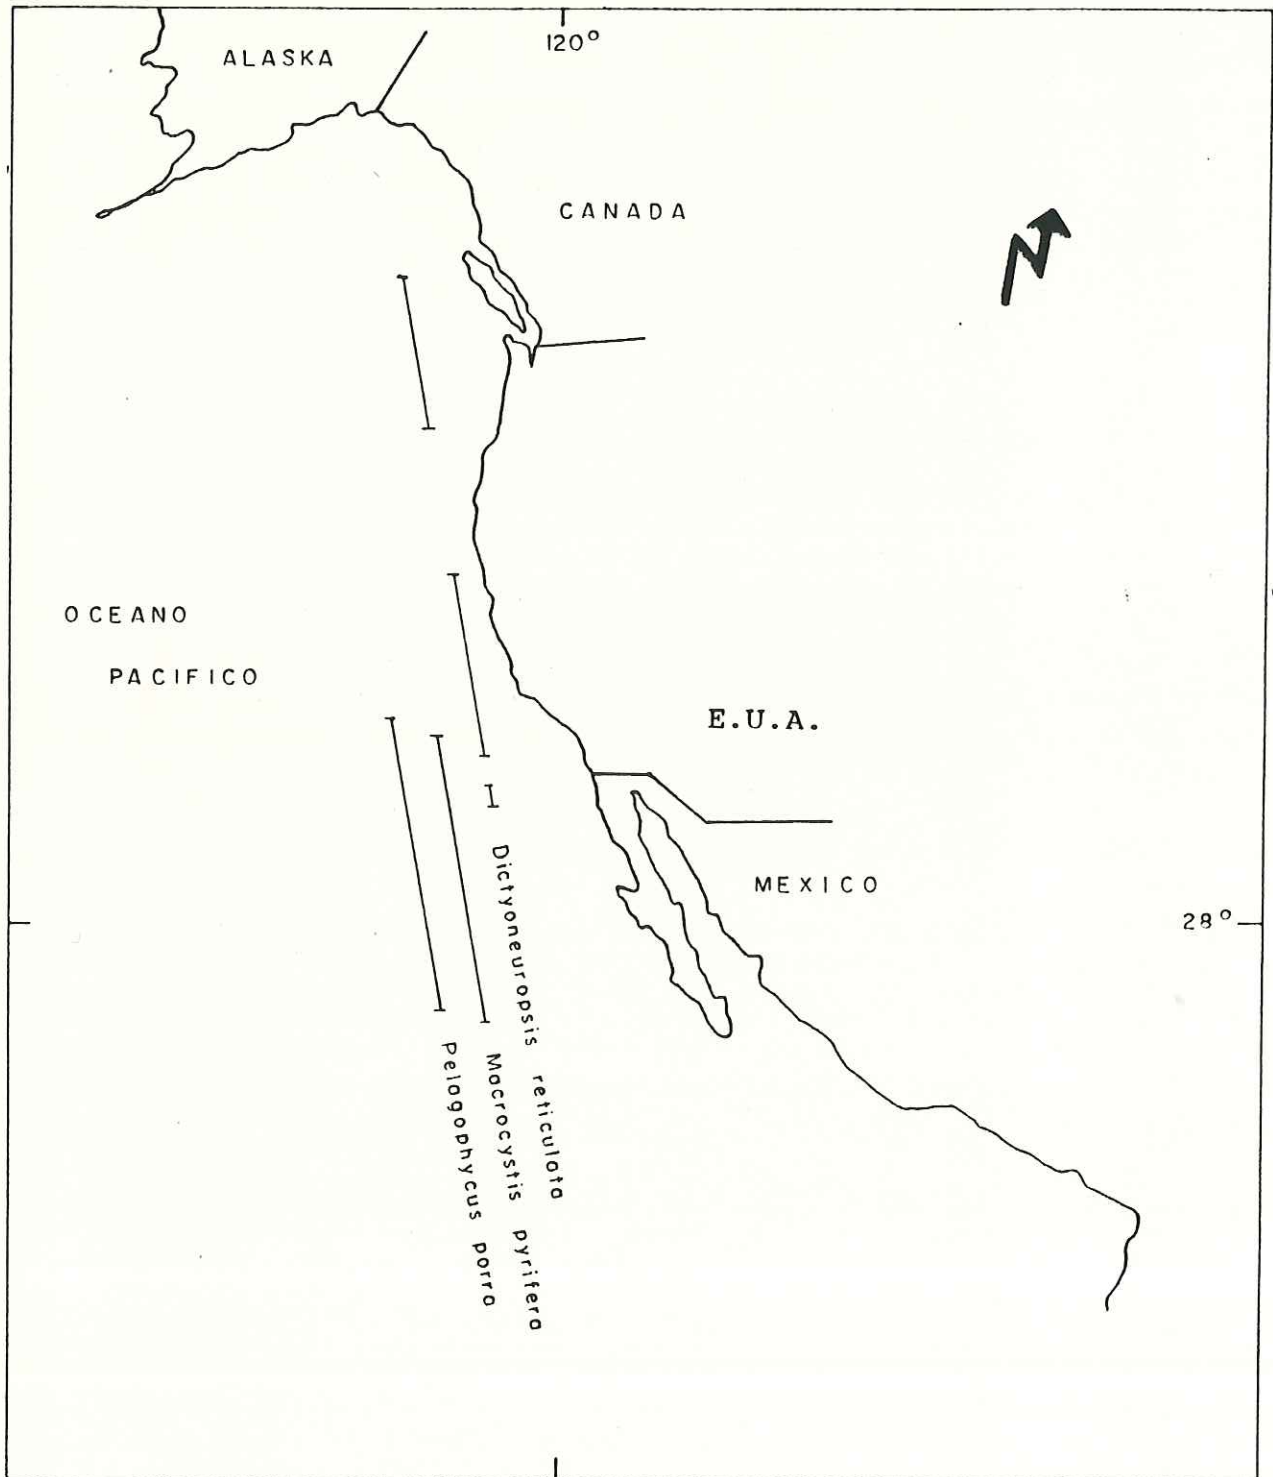 120°
ALASKA
CANADA
N
OCEANO
PACIFICO
E.U.A.
MEXICO
28°
Dictyoneuropsis reticulata
Macrocystis pyrifera
Pelagophycus porra